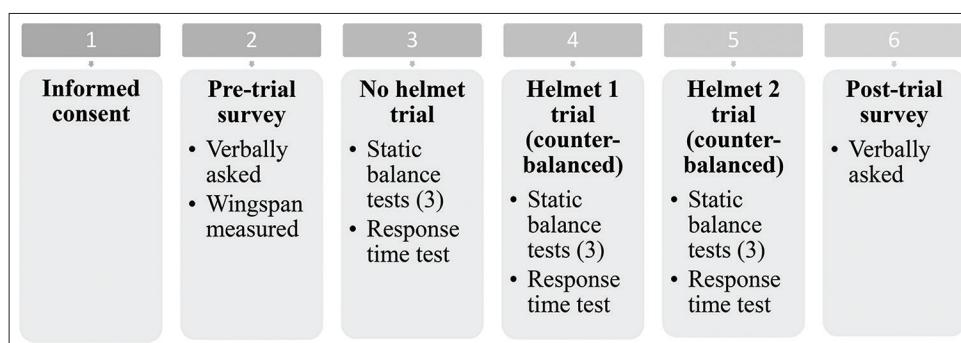 1
Informed
consent
2
Pre-trial
survey
• Verbally
asked
• Wingspan
measured
3
No helmet
trial
• Static
balance
tests (3)
• Response
time test
4
Helmet 1
trial
(counter-
balanced)
• Static
balance
tests (3)
• Response
time test
5
Helmet 2
trial
(counter-
balanced)
• Static
balance
tests (3)
• Response
time test
6
Post-trial
survey
• Verbally
asked